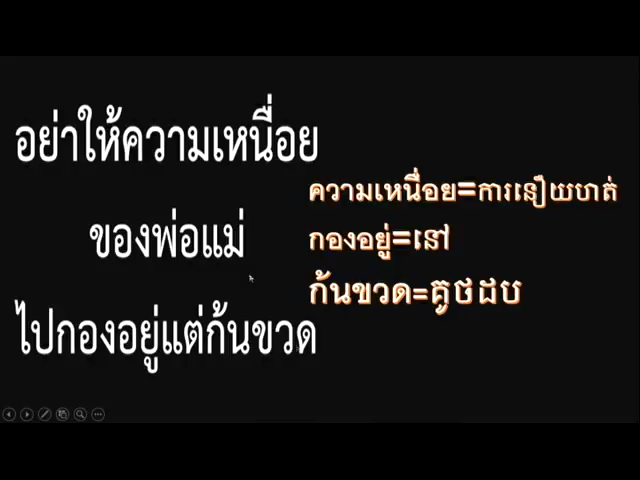 อย่าให้ความเหนื่อย
ของพ่อแม่
ไปกองอยู่แต่ก้นขวด
ความเหนื่อย=ការនឿយហត់
กองอยู่=នៅ
ก้นขวด=គូថដប